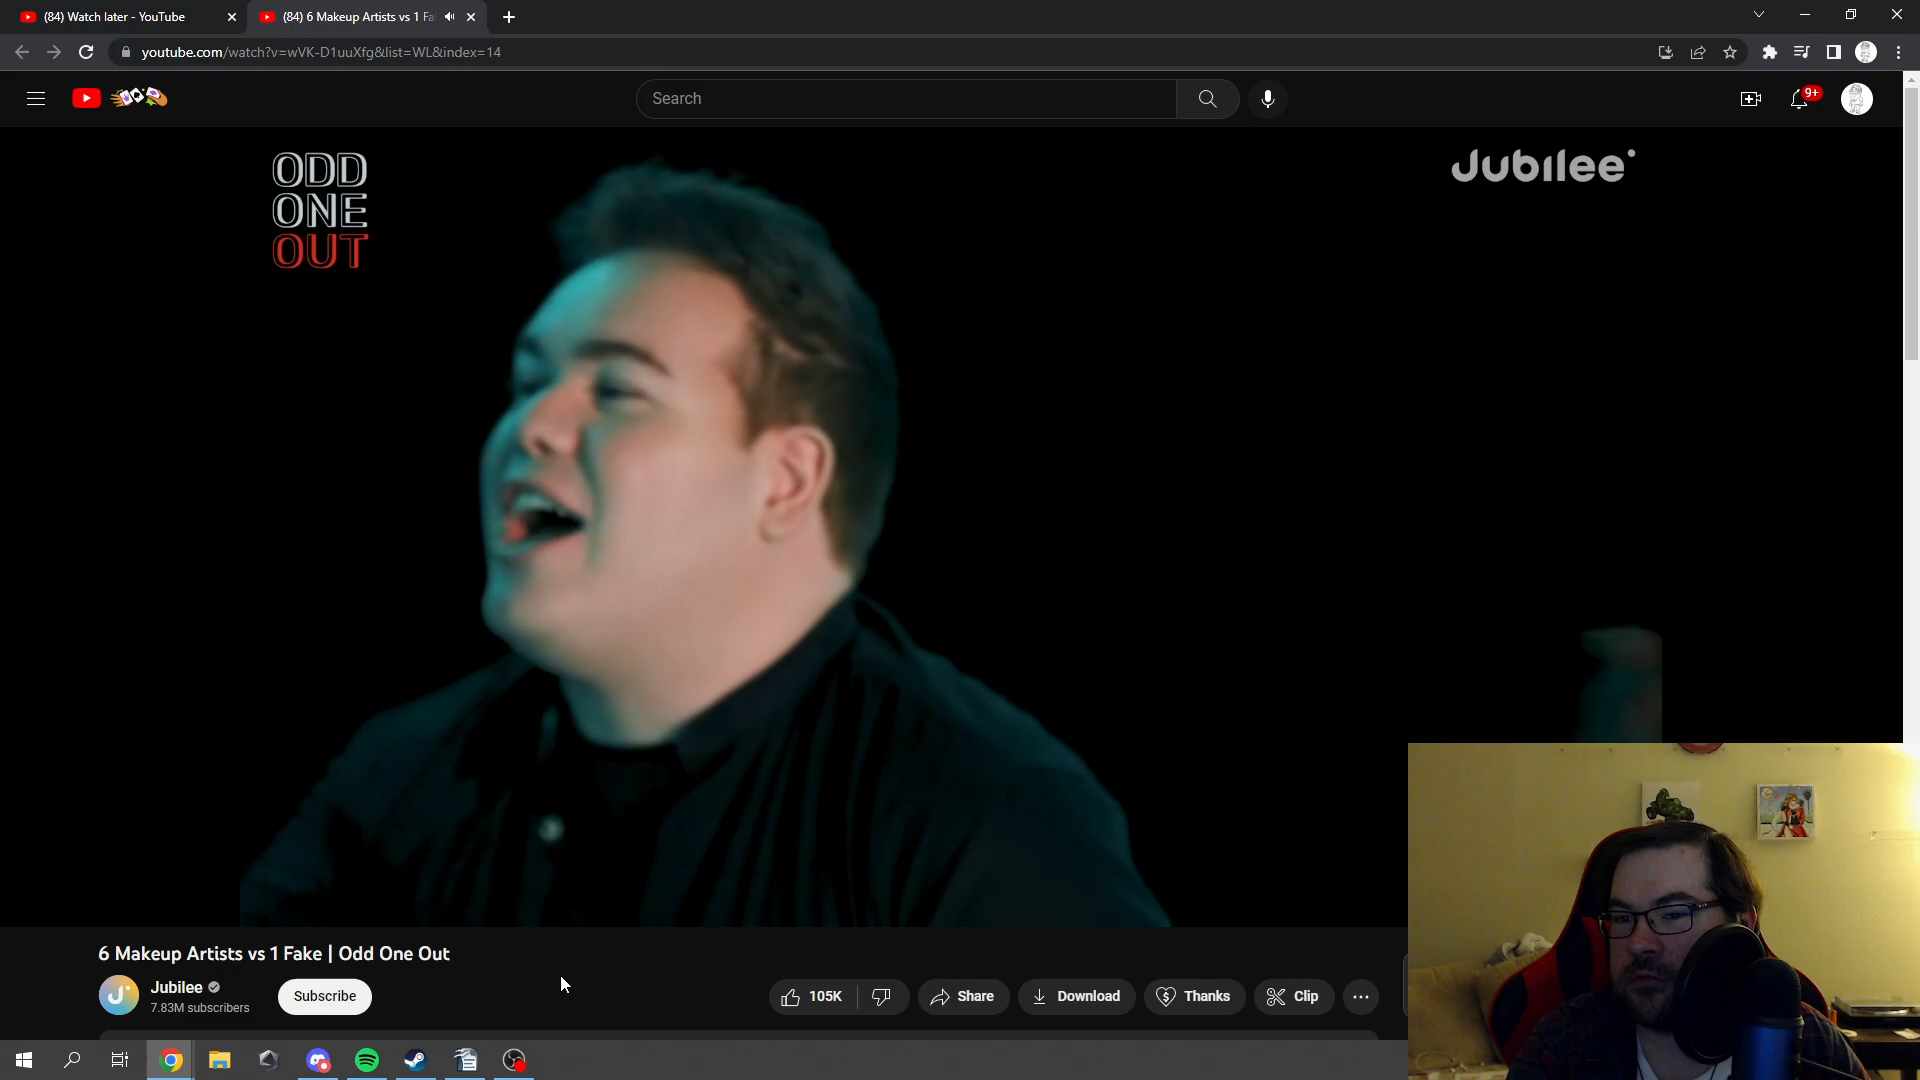 (84) Watch later - YouTube
(84) 6 Makeup Artists vs 1 Fa
youtube.com/watch?v=wVK-D1uuXfg&list=WL&index=14
Search
9+
ODD
ONE
OUT
Jubilee
6 Makeup Artists vs 1 Fake | Odd One Out
Jubilee
7.83M subscribers
Subscribe
105K
Share
Download
Thanks
Clip